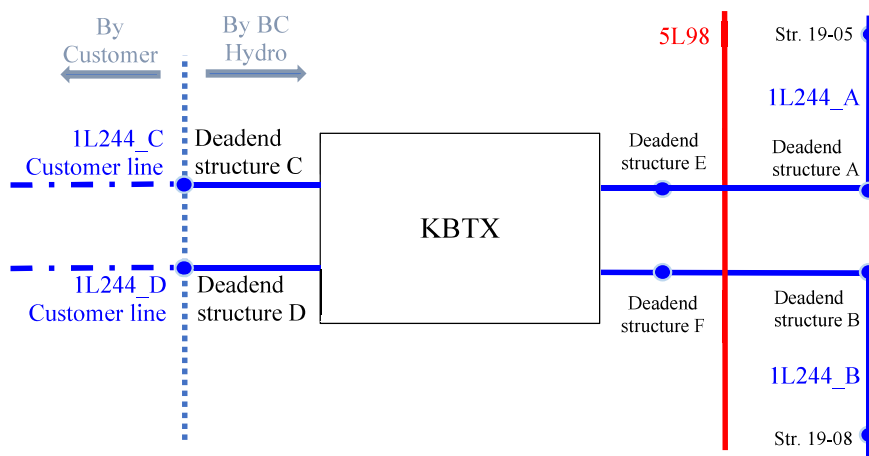 By
Customer
By BC
Hydro
5L98
Str. 19-05
1L244_A
1L244_C
Customer line
Deadend
structure C
Deadend
structure E
Deadend
structure A
KBTX
1L244_D
Customer line
Deadend
structure D
Deadend
structure F
Deadend
structure B
1L244_B
Str. 19-08